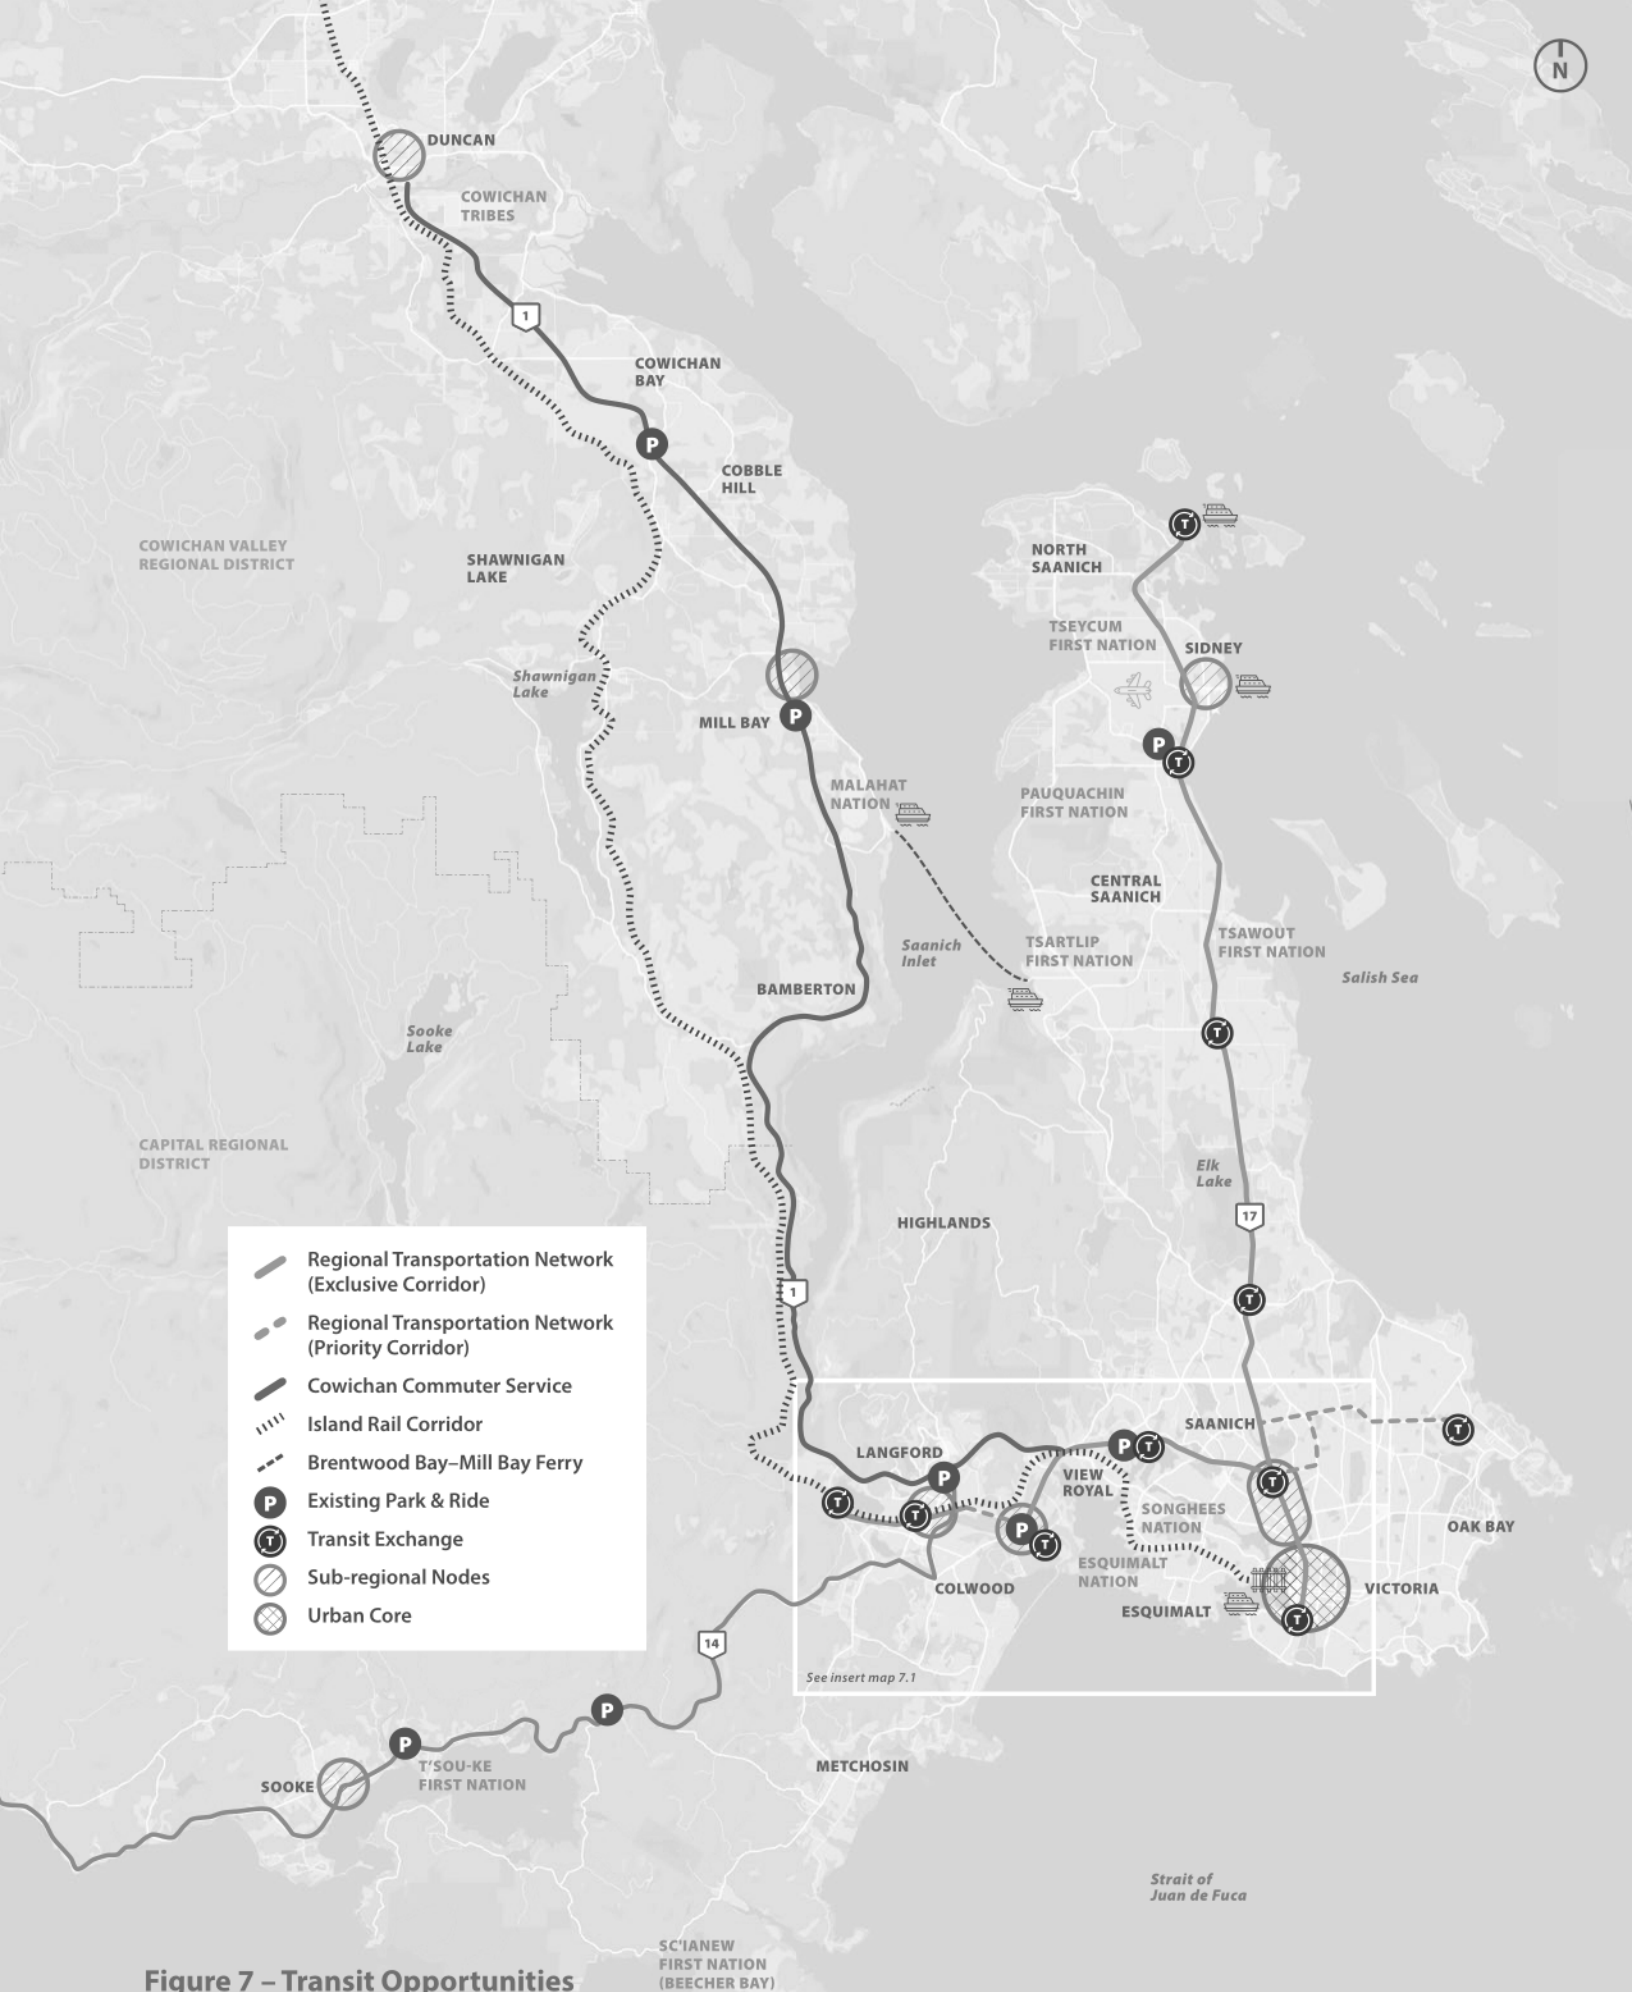 N
DUNCAN
COWICHAN
TRIBES
1
COWICHAN
BAY
P
COBBLE
HILL
COWICHAN VALLEY
REGIONAL DISTRICT
SHAWNIGAN
LAKE
T
NORTH
SAANICH
TSEYCUM
FIRST NATION
SIDNEY
Shawnigan
Lake
MILL BAY
P
P
T
MALAHAT
NATION
PAUQUACHIN
FIRST NATION
CENTRAL
SAANICH
Saanich
Inlet
TSARTLIP
FIRST NATION
TSAWOUT
FIRST NATION
Salish Sea
BAMBERTON
Sooke
Lake
T
CAPITAL REGIONAL
DISTRICT
Elk
Lake
17
HIGHLANDS
1
T
Regional Transportation Network
(Exclusive Corridor)
Regional Transportation Network
(Priority Corridor)
Cowichan Commuter Service
Island Rail Corridor
Brentwood Bay–Mill Bay Ferry
P
Existing Park & Ride
T
Transit Exchange
Sub-regional Nodes
Urban Core
SAANICH
T
LANGFORD
P
T
P
VIEW
ROYAL
T
T
T
SONGHEES
NATION
P
T
OAK BAY
ESQUIMALT
NATION
COLWOOD
VICTORIA
ESQUIMALT
T
14
See insert map 7.1
P
P
T'SOU-KE
FIRST NATION
SOOKE
METCHOSIN
Strait of
Juan de Fuca
SC'IANEW
FIRST NATION
(BEECHER BAY)
Figure 7 – Transit Opportunities